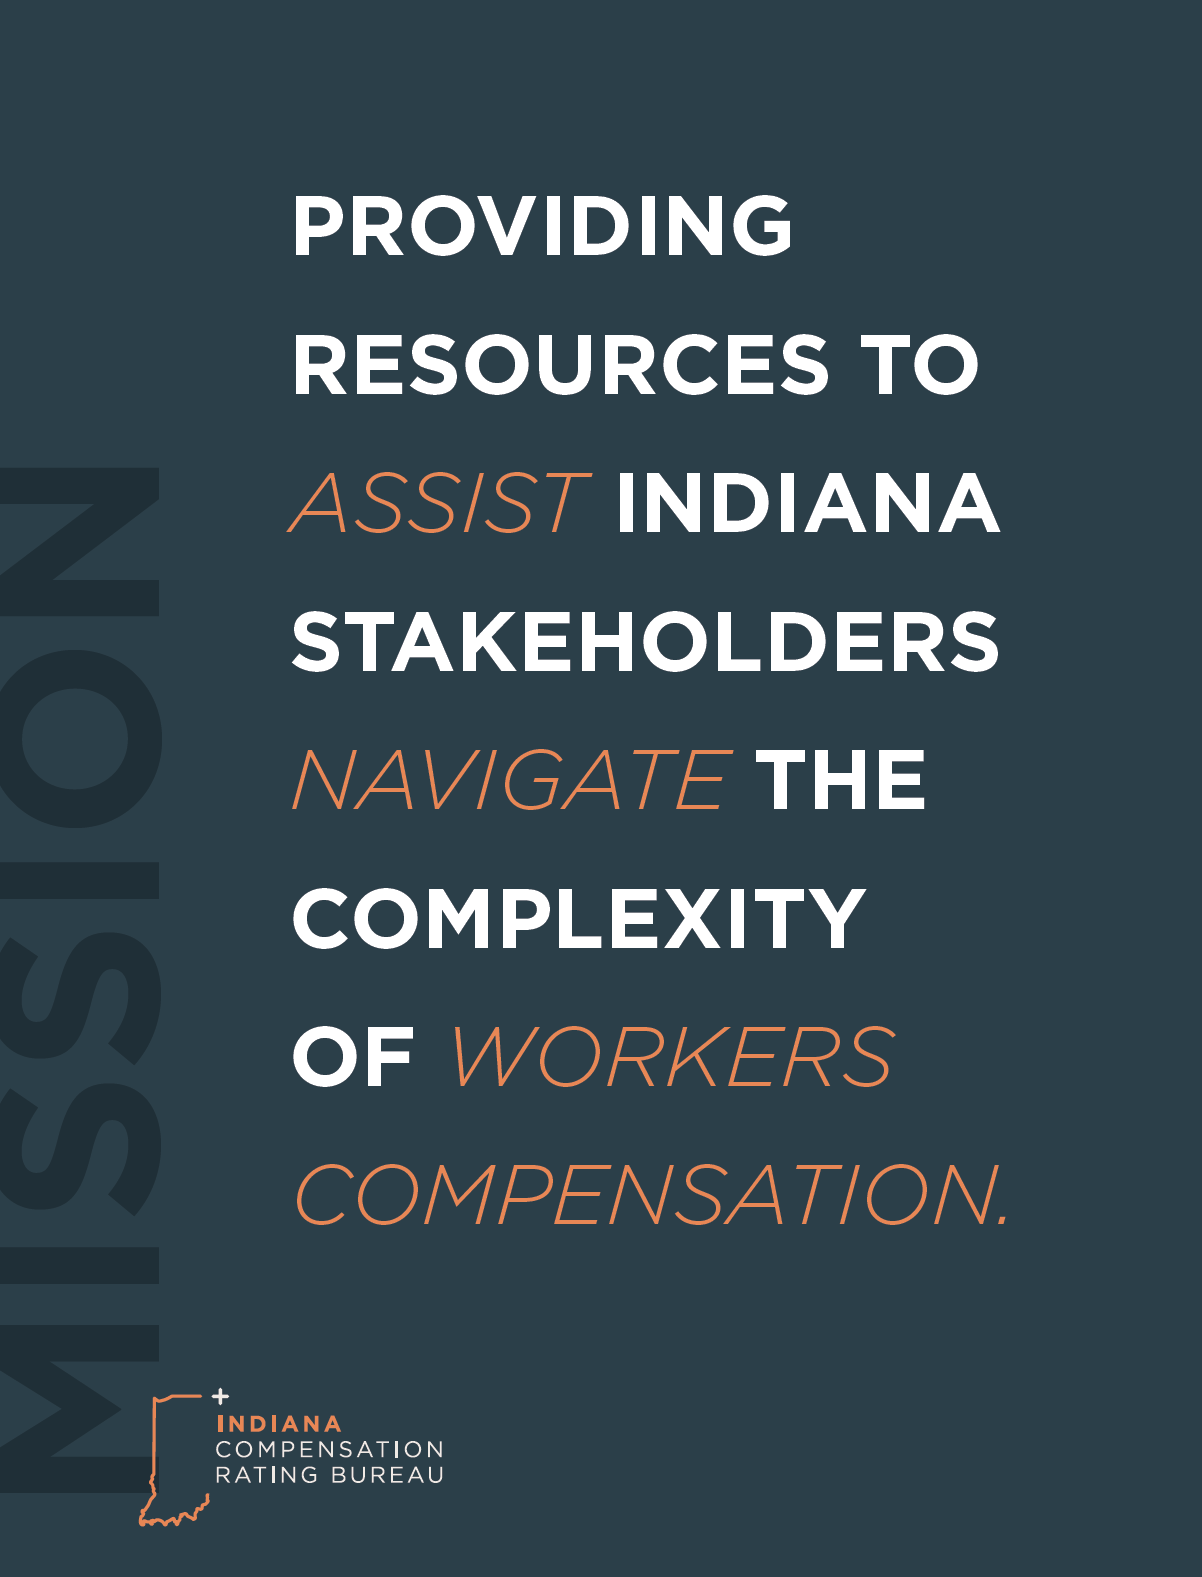 PROVIDING
RESOURCES TO
ASSIST INDIANA
STAKEHOLDERS
NAVIGATE THE
COMPLEXITY
OF WORKERS
COMPENSATION.
MISSION
INDIANA
COMPENSATION
RATING BUREAU